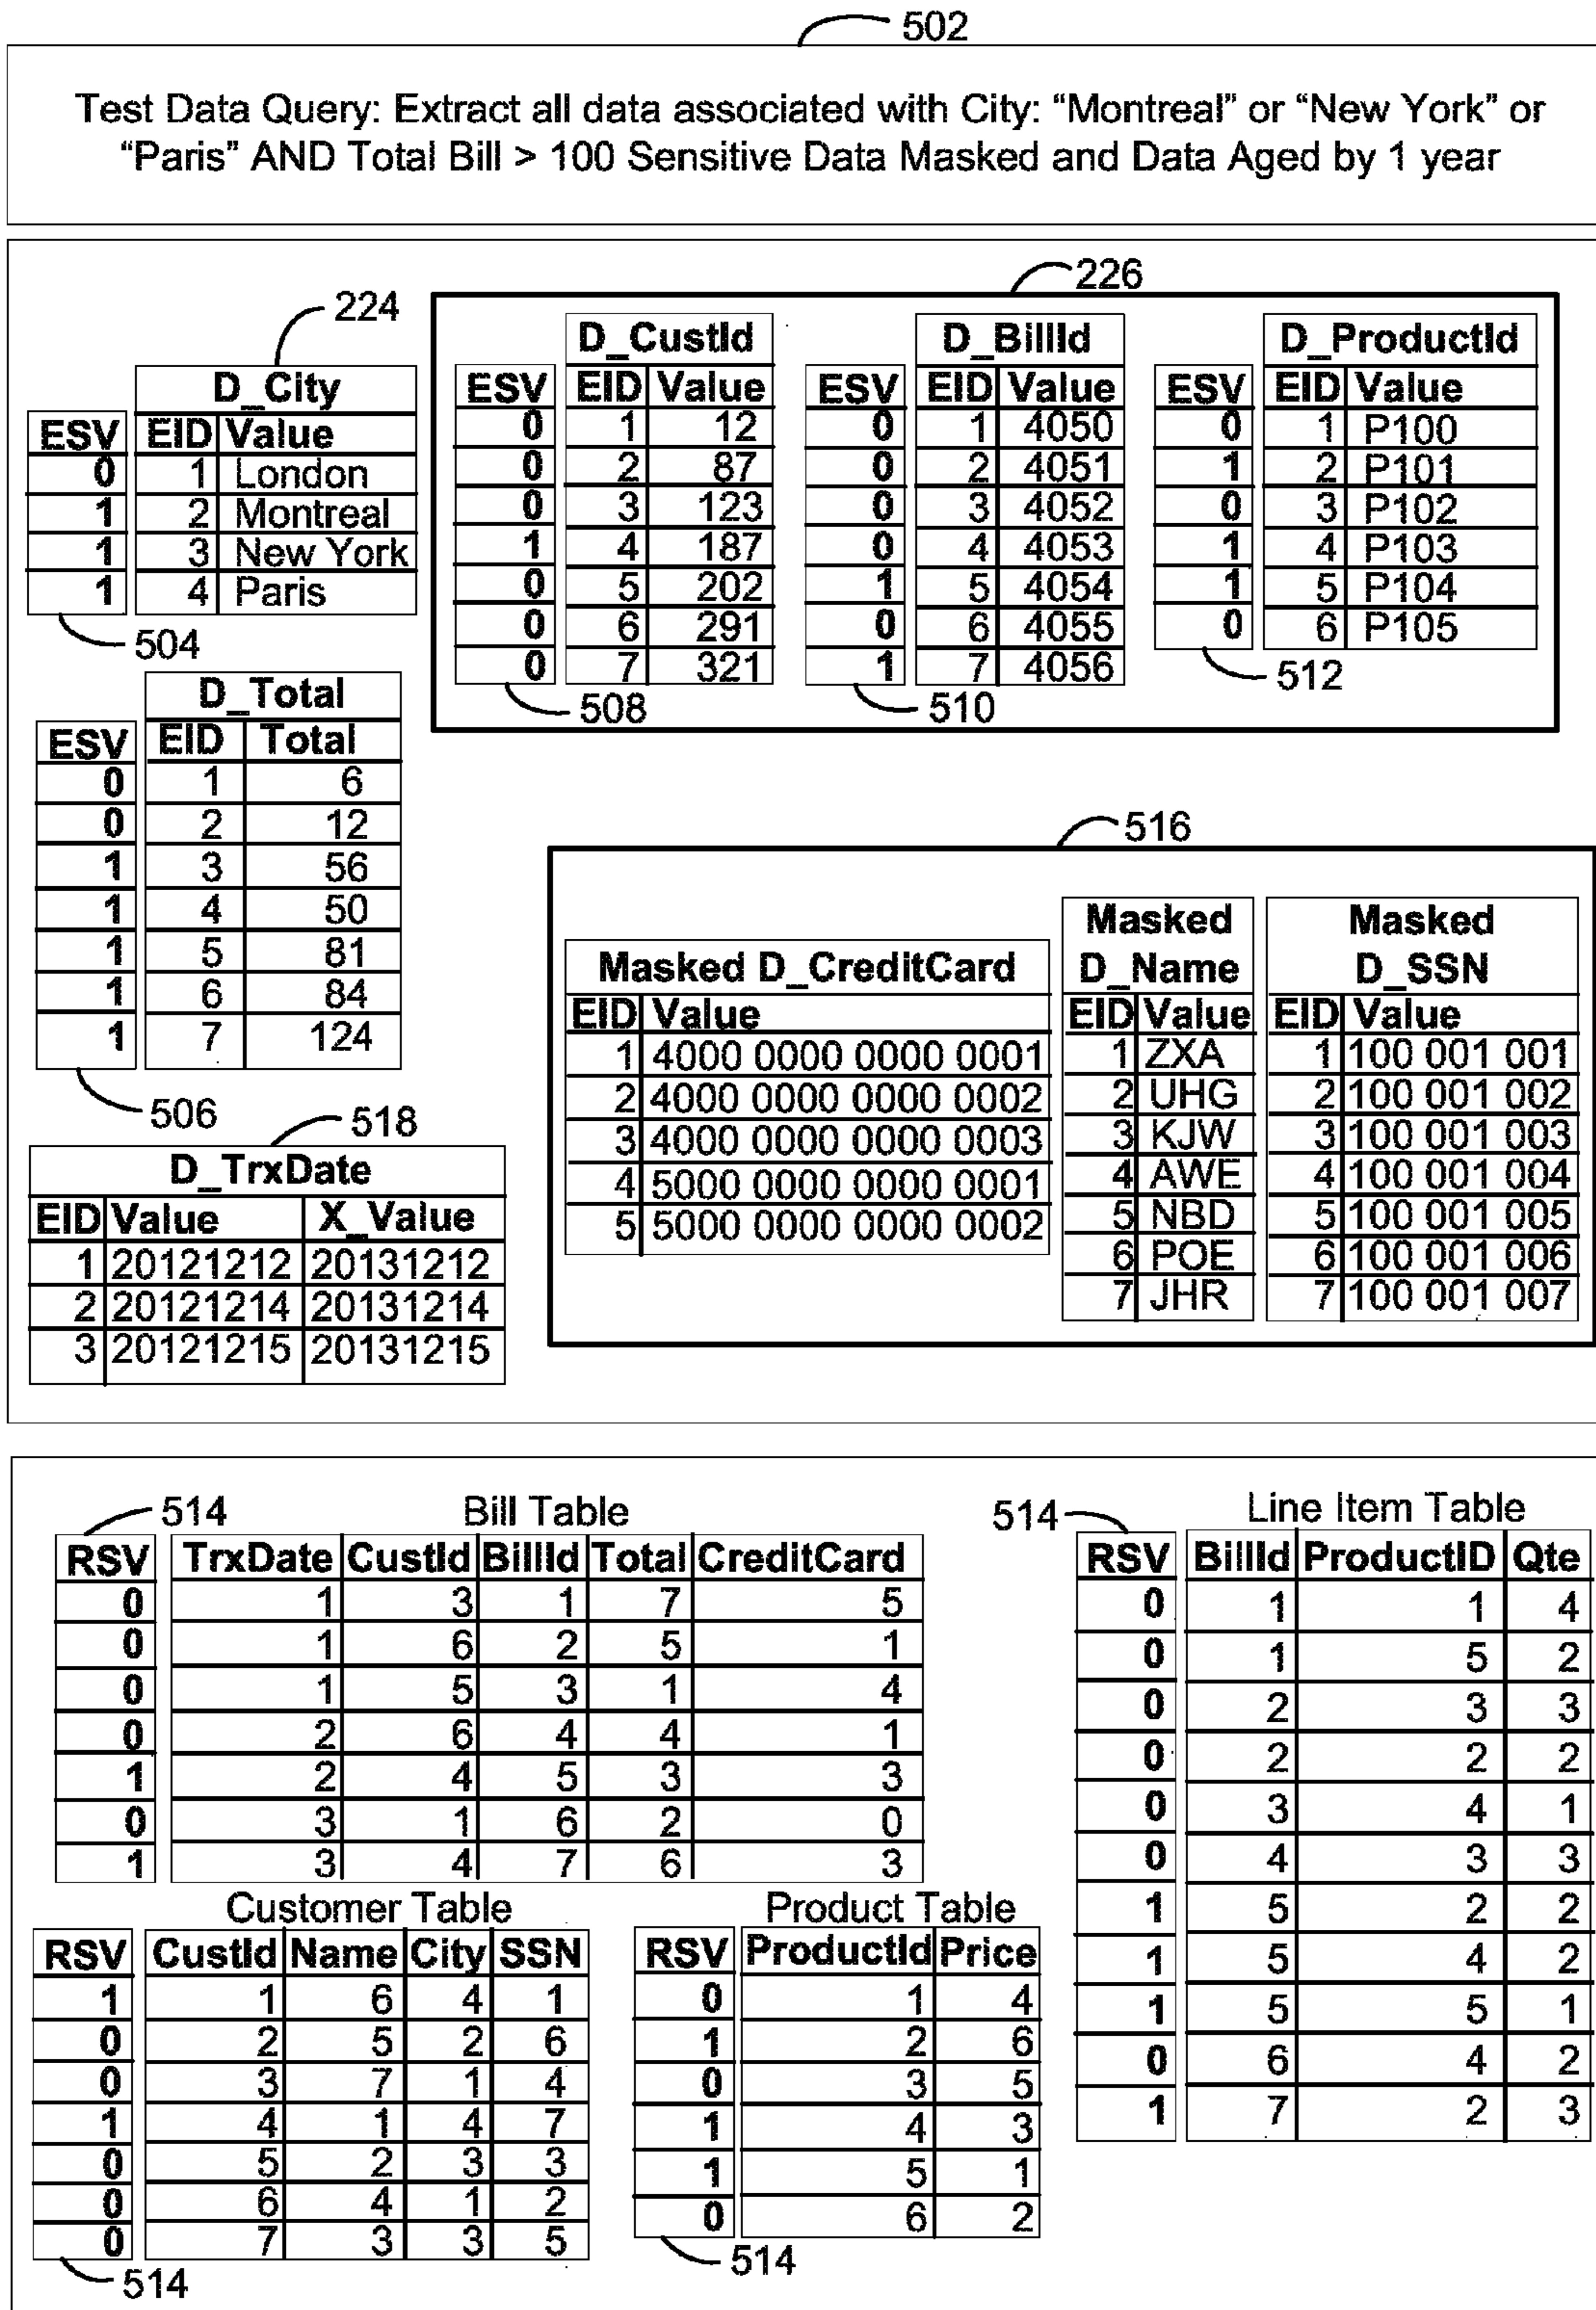 502
Test Data Query: Extract all data associated with City: “Montreal” or “New York” or
“Paris” AND Total Bill > 100 Sensitive Data Masked and Data Aged by 1 year
226
224
D_City
ESV EID Value
0 1 London
1 2 Montreal
1 3 New York
1 4 Paris
504
D_CustId
ESV EID Value
0 1 12
0 2 87
0 3 123
1 4 187
0 5 202
0 6 291
0 7 321
508
D_BillId
ESV EID Value
0 1 4050
0 2 4051
0 3 4052
0 4 4053
1 5 4054
0 6 4055
1 7 4056
510
D_ProductId
ESV EID Value
0 1 P100
1 2 P101
0 3 P102
1 4 P103
1 5 P104
0 6 P105
512
D_Total
ESV EID Total
0 1 6
0 2 12
1 3 56
1 4 50
1 5 81
1 6 84
1 7 124
506
516
Masked D_CreditCard
EID Value
1 4000 0000 0000 0001
2 4000 0000 0000 0002
3 4000 0000 0000 0003
4 5000 0000 0000 0001
5 5000 0000 0000 0002
Masked
D_Name
EID Value
1 ZXA
2 UHG
3 KJW
4 AWE
5 NBD
6 POE
7 JHR
Masked
D_SSN
EID Value
1 100 001 001
2 100 001 002
3 100 001 003
4 100 001 004
5 100 001 005
6 100 001 006
7 100 001 007
518
D_TrxDate
EID Value X_Value
1 20121212 20131212
2 20121214 20131214
3 20121215 20131215
514
Bill Table
RSV TrxDate CustId BillId Total CreditCard
0 1 3 1 7 5
0 1 6 2 5 1
0 1 5 3 1 4
0 2 6 4 4 1
1 2 4 5 3 3
0 3 1 6 2 0
1 3 4 7 6 3
514
Line Item Table
RSV BillId ProductID Qte
0 1 1 4
0 1 5 2
0 2 3 3
0 2 2 2
0 3 4 1
0 4 3 3
1 5 2 2
1 5 4 2
1 5 5 1
0 6 4 2
1 7 2 3
Customer Table
RSV CustId Name City SSN
1 1 6 4 1
0 2 5 2 6
0 3 7 1 4
1 4 1 4 7
0 5 2 3 3
0 6 4 1 2
0 7 3 3 5
514
Product Table
RSV ProductId Price
0 1 4
1 2 6
0 3 5
1 4 3
1 5 1
0 6 2
514